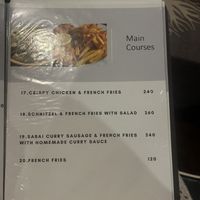 Main
Courses
17.CRISPY CHICKEN & FRENCH FRIES 240
18.SCHNITZEL & FRENCH FRIES WITH SALAD 260
19.SABAI CURRY SAUSAGE & FRENCH FRIES 240
WITH HOMEMADE CURRY SAUCE
20.FRENCH FRIES 120